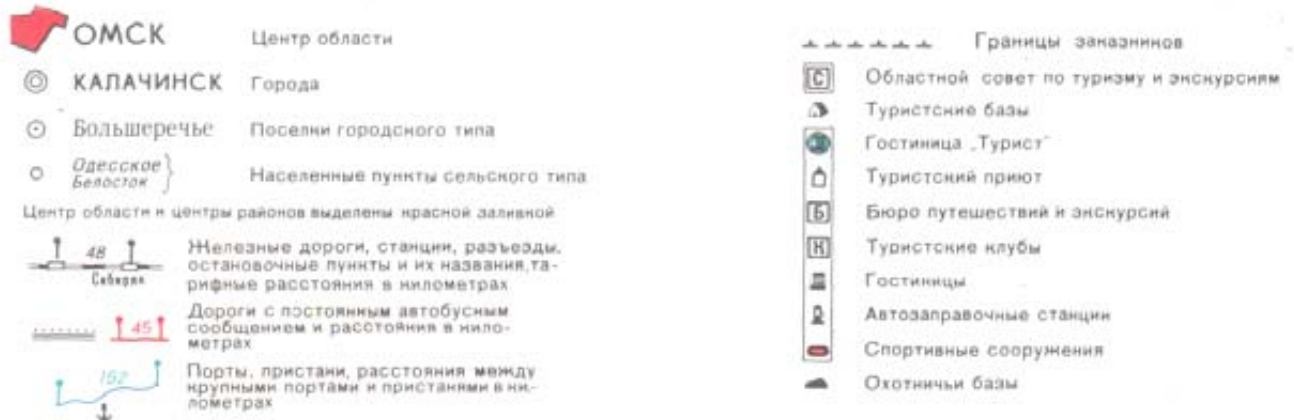 ОМСК Центр области
КАЛАЧИНСК Города
Большеречье Поселки городского типа
Одесское
Белосток
Населенные пункты сельского типа
Центр области и центры районов выделены красной заливкой
48
Сибиряк
Железные дороги, станции, разъезды,
остановочные пункты и их названия, та-
рифные расстояния в километрах
45
Дороги с постоянным автобусным
сообщением и расстояния в кило-
метрах
152
Порты, пристани, расстояния между
крупными портами и пристанями в ки-
лометрах
Границы заказников
С Областной совет по туризму и экскурсиям
Туристские базы
Гостиница „Турист"
Туристский приют
Б Бюро путешествий и экскурсий
К Туристские клубы
Гостиницы
Автозаправочные станции
Спортивные сооружения
Охотничьи базы